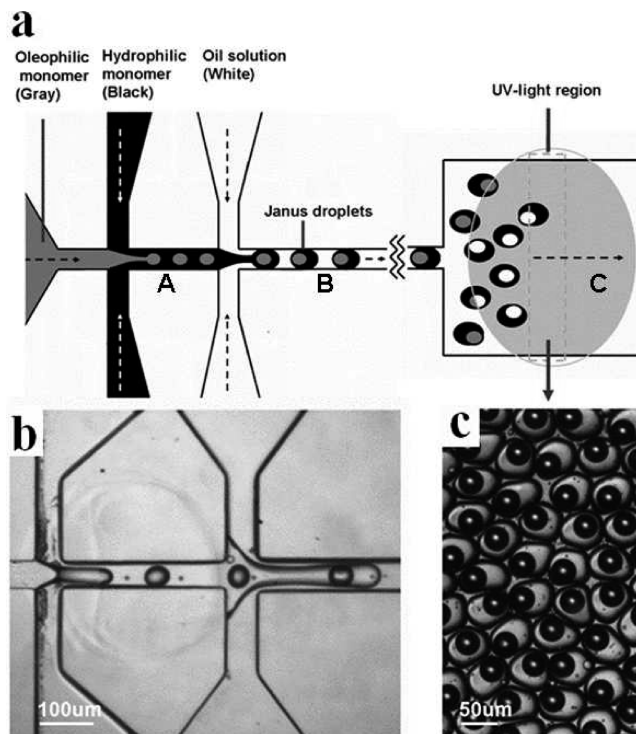 a
Oleophilic
monomer
(Gray)
Hydrophilic
monomer
(Black)
Oil solution
(White)
UV-light region
Janus droplets
A
B
C
b
100um
c
50um